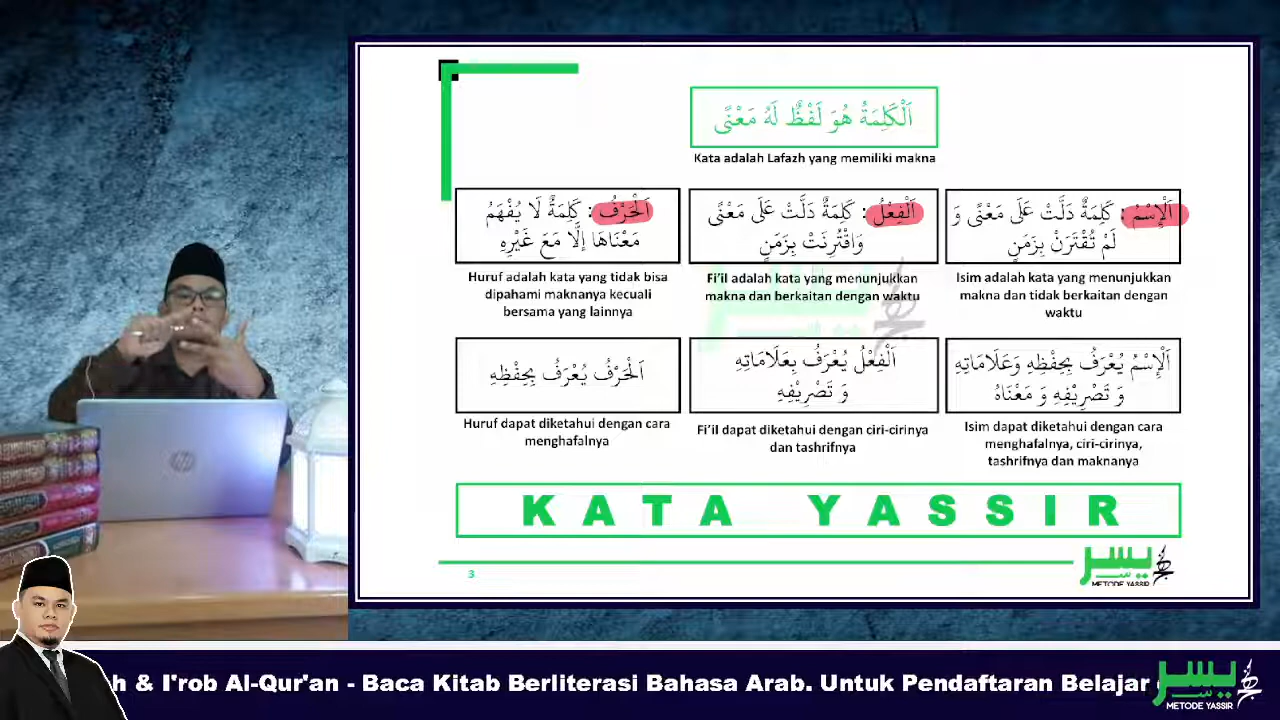 اَلْكَلِمَةُ هُوَ لَفْظٌ لَهُ مَعْنًى
Kata adalah Lafazh yang memiliki makna
اَلْإِسْمُ : كَلِمَةٌ دَلَّتْ عَلَى مَعْنًى وَ
لَمْ تُقْتَرَنْ بِزَمَنٍ
Isim adalah kata yang menunjukkan
makna dan tidak berkaitan dengan
waktu
اَلْفِعْلُ : كَلِمَةٌ دَلَّتْ عَلَى مَعْنًى
وَاقْتُرِنَتْ بِزَمَنٍ
Fi'il adalah kata yang menunjukkan
makna dan berkaitan dengan waktu
اَلْحَرْفُ : كَلِمَةٌ لَا يُفْهَمُ
مَعْنَاهَا إِلَّا مَعَ غَيْرِهِ
Huruf adalah kata yang tidak bisa
dipahami maknanya kecuali
bersama yang lainnya
اَلْإِسْمُ يُعْرَفُ بِحِفْظِهِ وَعَلَامَاتِهِ
وَ تَصْرِيْفِهِ وَ مَعْنَاهُ
Isim dapat diketahui dengan cara
menghafalnya, ciri-cirinya,
tashrifnya dan maknanya
اَلْفِعْلُ يُعْرَفُ بِعَلَامَاتِهِ
وَ تَصْرِيْفِهِ
Fi'il dapat diketahui dengan ciri-cirinya
dan tashrifnya
اَلْحَرْفُ يُعْرَفُ بِحِفْظِهِ
Huruf dapat diketahui dengan cara
menghafalnya
KATA YASSIR
3
يسر
METODE YASSIR
hp
h & I'rob Al-Qur'an - Baca Kitab Berliterasi Bahasa Arab. Untuk Pendaftaran Belajar
يسر
METODE YASSIR